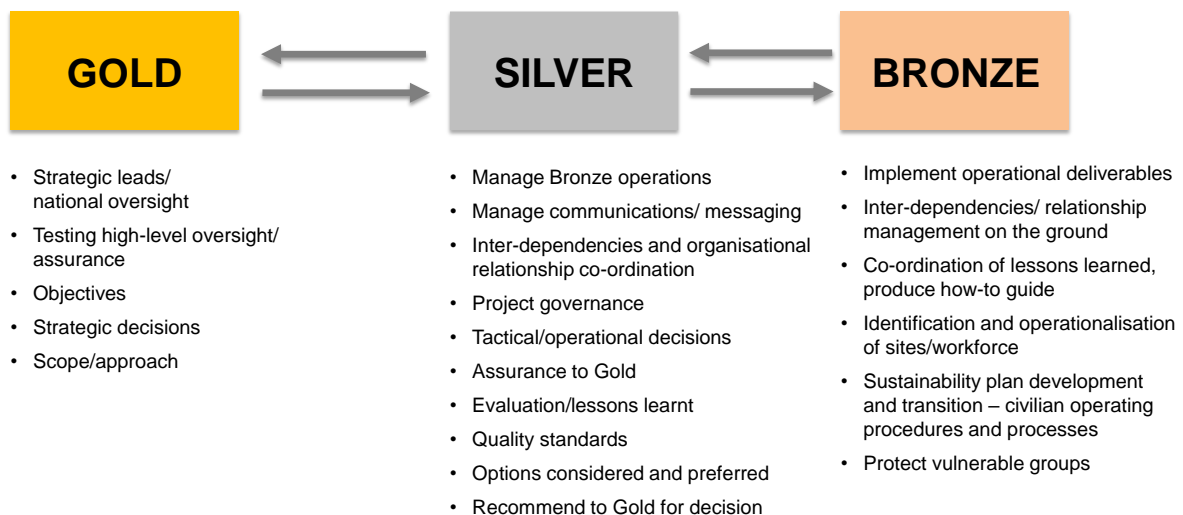 GOLD
SILVER
BRONZE
• Strategic leads/
national oversight
• Testing high-level oversight/
assurance
• Objectives
• Strategic decisions
• Scope/approach
• Manage Bronze operations
• Manage communications/ messaging
• Inter-dependencies and organisational
relationship co-ordination
• Project governance
• Tactical/operational decisions
• Assurance to Gold
• Evaluation/lessons learnt
• Quality standards
• Options considered and preferred
• Recommend to Gold for decision
• Implement operational deliverables
• Inter-dependencies/ relationship
management on the ground
• Co-ordination of lessons learned,
produce how-to guide
• Identification and operationalisation
of sites/workforce
• Sustainability plan development
and transition – civilian operating
procedures and processes
• Protect vulnerable groups